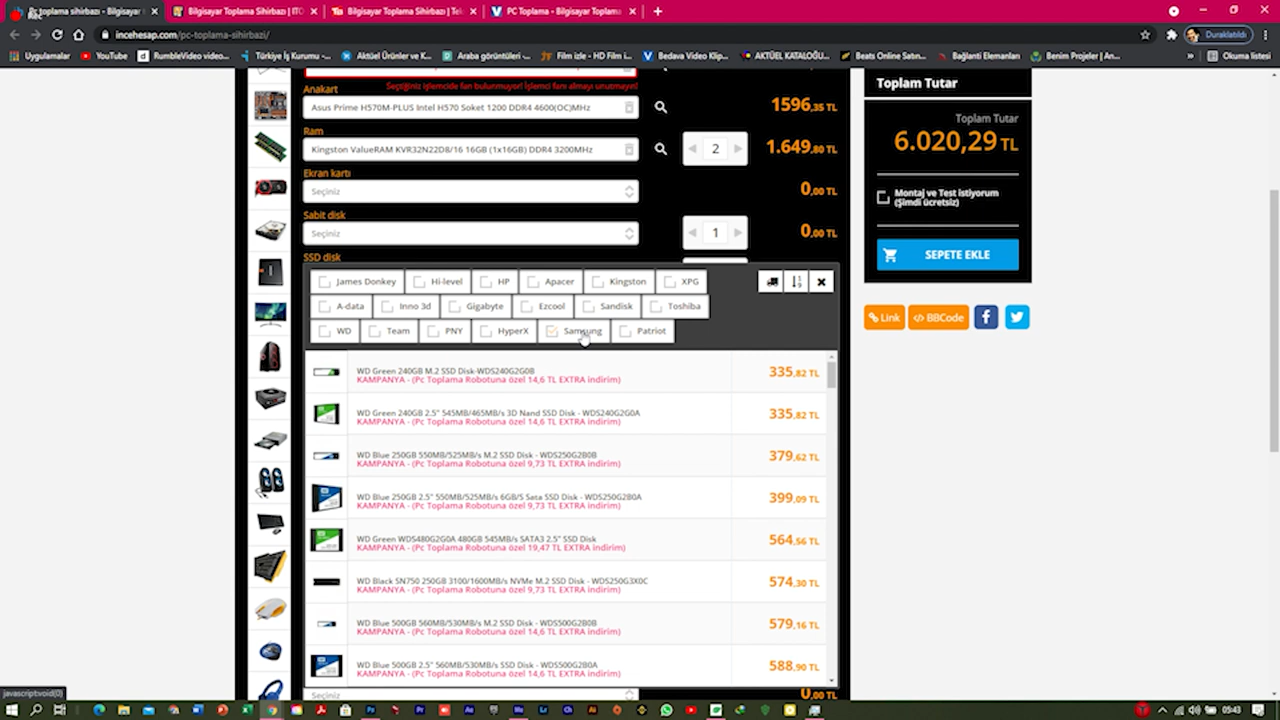 Pc toplama sihirbazı - Bilgisayar
Rec
Bilgisayar Toplama Sihirbazı | İTO
Bilgisayar Toplama Sihirbazı | Tek
PC Toplama - Bilgisayar Toplama
incehesap.com/pc-toplama-sihirbazi/
Duraklatıldı
Uygulamalar
YouTube
RumbleVideo video...
Türkiye İş Kurumu -...
Aktüel Ürünler ve K...
Araba görüntüleri -...
Film izle - HD Film i...
Bedava Video Klip...
AKTÜEL KATALOĞU...
Beats Online Satın...
Bağlanti Elemanları
Benim Projeler | An...
Okuma listesi
Seçtiğiniz işlemcide fan bulunmuyor! İşlemci fanı almayı unutmayın!
Anakart
Asus Prime H570M-PLUS Intel H570 Soket 1200 DDR4 4600(OC)MHz
1596,35 TL
Ram
Kingston ValueRAM KVR32N22D8/16 16GB (1x16GB) DDR4 3200MHz
2
1.649,80 TL
Ekran kartı
Seçiniz
0,00 TL
Sabit disk
Seçiniz
1
0,00 TL
SSD disk
James Donkey
Hi-level
HP
Apacer
Kingston
XPG
A-data
Inno 3d
Gigabyte
Ezcool
Sandisk
Toshiba
WD
Team
PNY
HyperX
Samsung
Patriot
WD Green 240GB M.2 SSD Disk-WDS240G2G0B
KAMPANYA - (Pc Toplama Robotuna özel 14,6 TL EXTRA indirim)
335,82 TL
WD Green 240GB 2.5" 545MB/465MB/s 3D Nand SSD Disk - WDS240G2G0A
KAMPANYA - (Pc Toplama Robotuna özel 14,6 TL EXTRA indirim)
335,82 TL
WD Blue 250GB 550MB/525MB/s M.2 SSD Disk - WDS250G2B0B
KAMPANYA - (Pc Toplama Robotuna özel 9,73 TL EXTRA indirim)
379,62 TL
WD Blue 250GB 2.5" 550MB/525MB/s 6GB/S Sata SSD Disk - WDS250G2B0A
KAMPANYA - (Pc Toplama Robotuna özel 9,73 TL EXTRA indirim)
399,09 TL
WD Green WDS480G2G0A 480GB 545MB/s SATA3 2.5" SSD Disk
KAMPANYA - (Pc Toplama Robotuna özel 19,47 TL EXTRA indirim)
564,56 TL
WD Black SN750 250GB 3100/1600MB/s NVMe M.2 SSD Disk - WDS250G3X0C
KAMPANYA - (Pc Toplama Robotuna özel 9,73 TL EXTRA indirim)
574,30 TL
WD Blue 500GB 560MB/530MB/s M.2 SSD Disk - WDS500G2B0B
KAMPANYA - (Pc Toplama Robotuna özel 14,6 TL EXTRA indirim)
579,16 TL
WD Blue 500GB 2.5" 560MB/530MB/s SSD Disk - WDS500G2B0A
KAMPANYA - (Pc Toplama Robotuna özel 14,6 TL EXTRA indirim)
588,90 TL
Seçiniz
0,00 TL
Toplam Tutar
Toplam Tutar
6.020,29 TL
Montaj ve Test istiyorum
(Şimdi ücretsiz)
SEPETE EKLE
Link
BBCode
javascript:void(0)
05:43